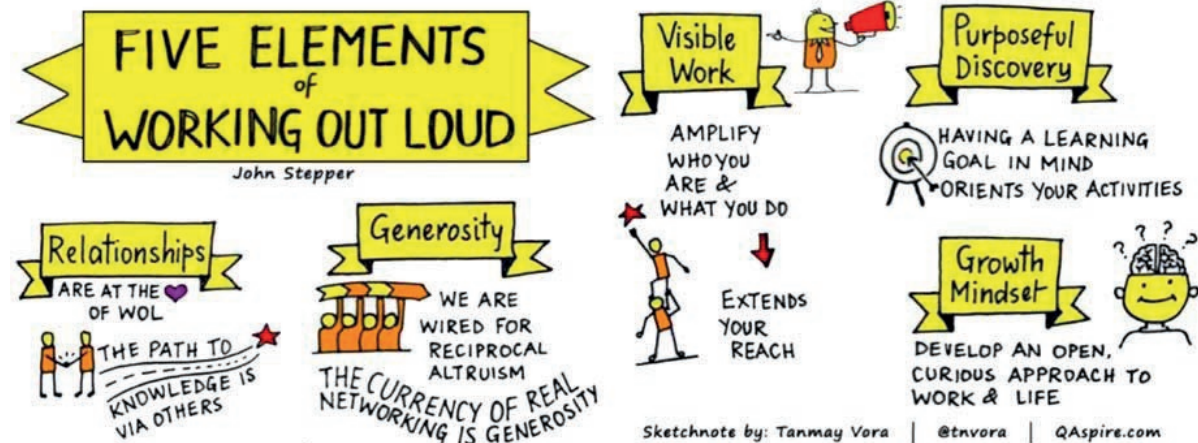 FIVE ELEMENTS
of
WORKING OUT LOUD
John Stepper
Relationships
ARE AT THE
OF WOL
THE PATH TO
KNOWLEDGE IS
VIA OTHERS
Generosity
WE ARE
WIRED FOR
RECIPROCAL
ALTRUISM
THE CURRENCY OF REAL
NETWORKING IS GENEROSITY
Visible
Work
AMPLIFY
WHO YOU
ARE &
WHAT YOU DO
EXTENDS
YOUR
REACH
Purposeful
Discovery
HAVING A LEARNING
GOAL IN MIND
ORIENTS YOUR ACTIVITIES
Growth
Mindset
? ? ? ?
DEVELOP AN OPEN,
CURIOUS APPROACH TO
WORK & LIFE
Sketchnote by: Tanmay Vora | @tnvora | QAspire.com